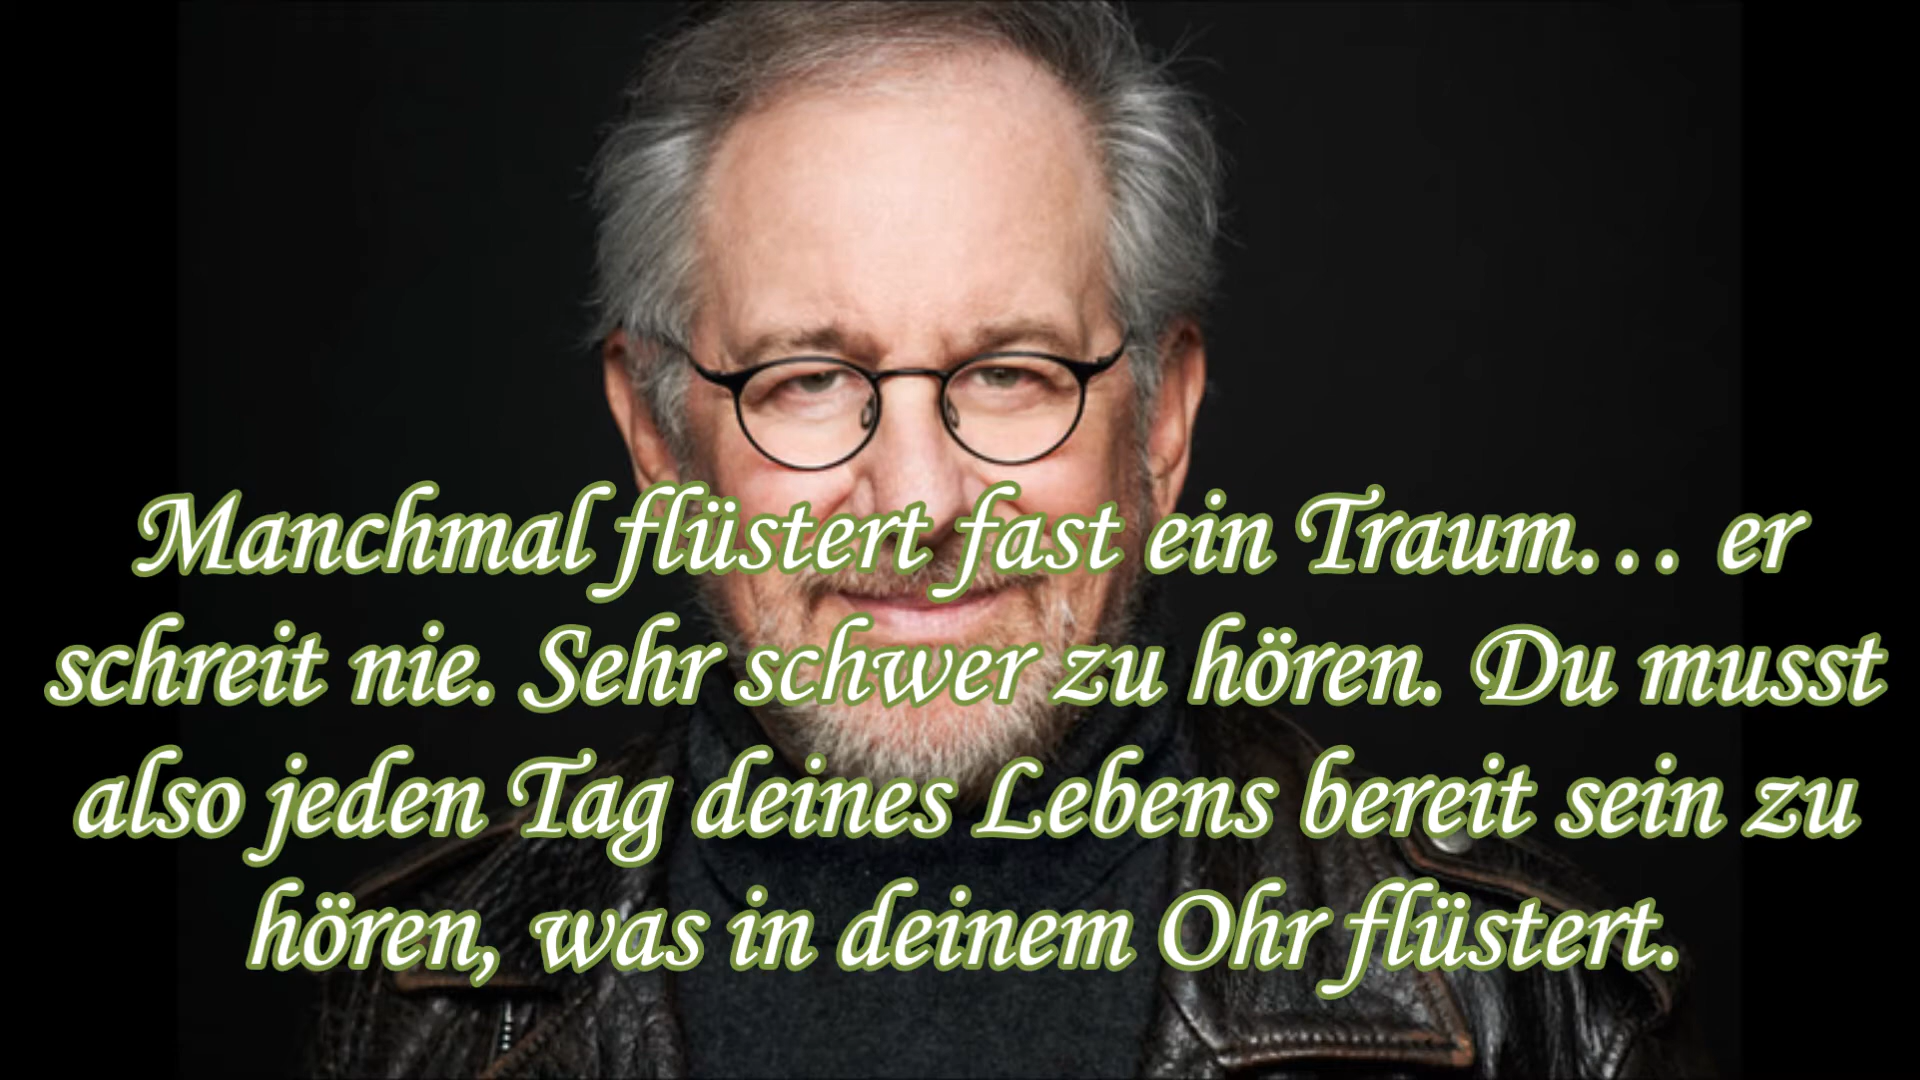 Manchmal flüstert fast ein Traum… er
schreit nie. Sehr schwer zu hören. Du musst
also jeden Tag deines Lebens bereit sein zu
hören, was in deinem Ohr flüstert.